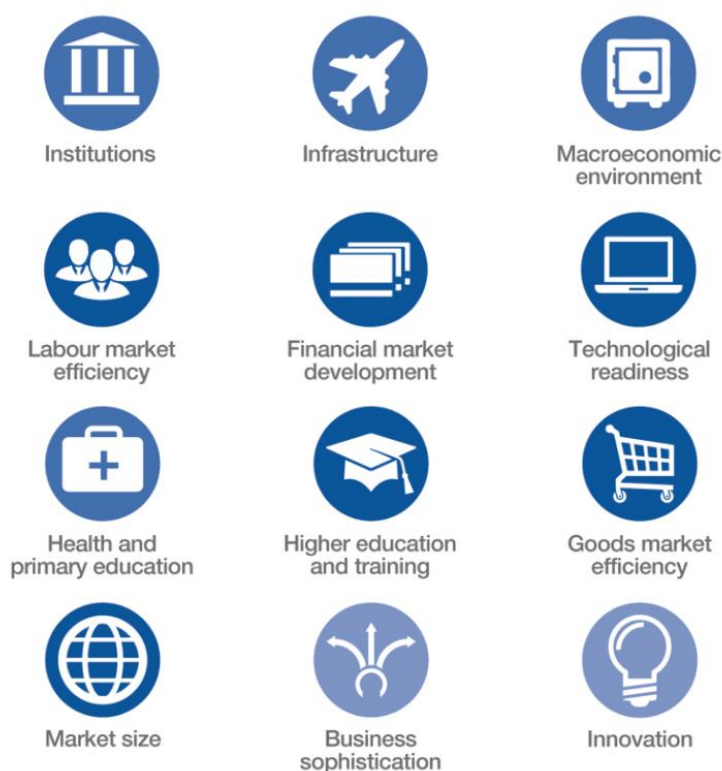 Institutions
Infrastructure
Macroeconomic
environment
Labour market
efficiency
Financial market
development
Technological
readiness
Health and
primary education
Higher education
and training
Goods market
efficiency
Market size
Business
sophistication
Innovation